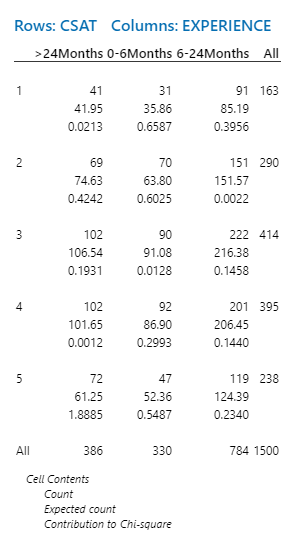 Rows: CSAT   Columns: EXPERIENCE
>24Months 0-6Months 6-24Months All
1 41 31 91 163
41.95 35.86 85.19
0.0213 0.6587 0.3956
2 69 70 151 290
74.63 63.80 151.57
0.4242 0.6025 0.0022
3 102 90 222 414
106.54 91.08 216.38
0.1931 0.0128 0.1458
4 102 92 201 395
101.65 86.90 206.45
0.0012 0.2993 0.1440
5 72 47 119 238
61.25 52.36 124.39
1.8885 0.5487 0.2340
All 386 330 784 1500
Cell Contents
Count
Expected count
Contribution to Chi-square